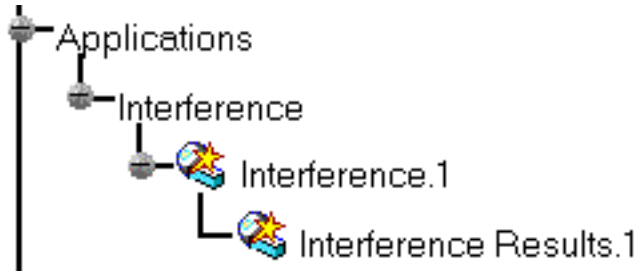 Applications
Interference
Interference.1
Interference Results.1